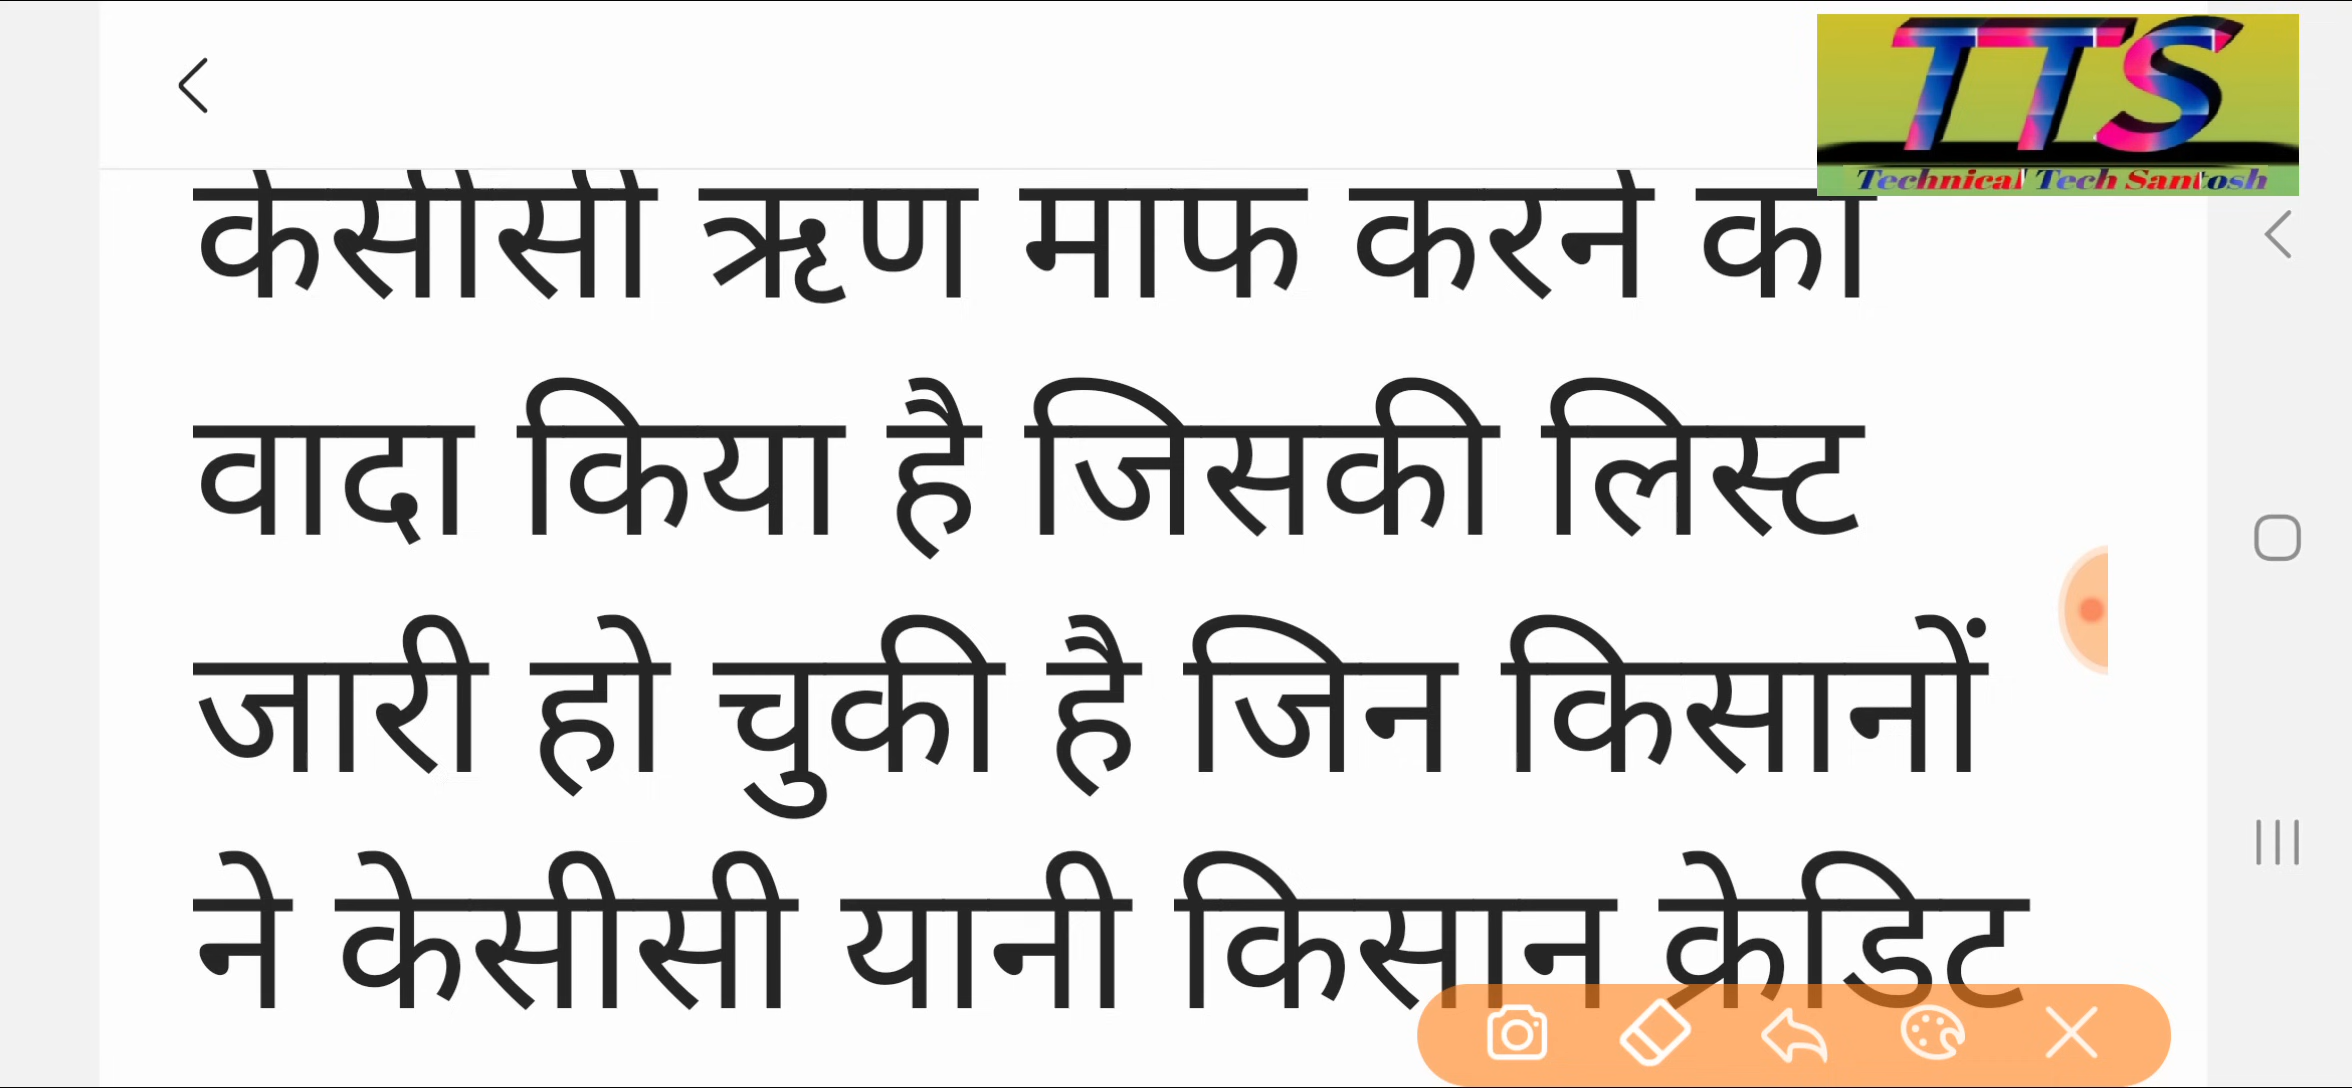 TTS
Technical Tech Santosh
केसीसी ऋण माफ करने का
वादा किया है जिसकी लिस्ट
जारी हो चुकी है जिन किसानों
ने केसीसी यानी किसान क्रेडिट